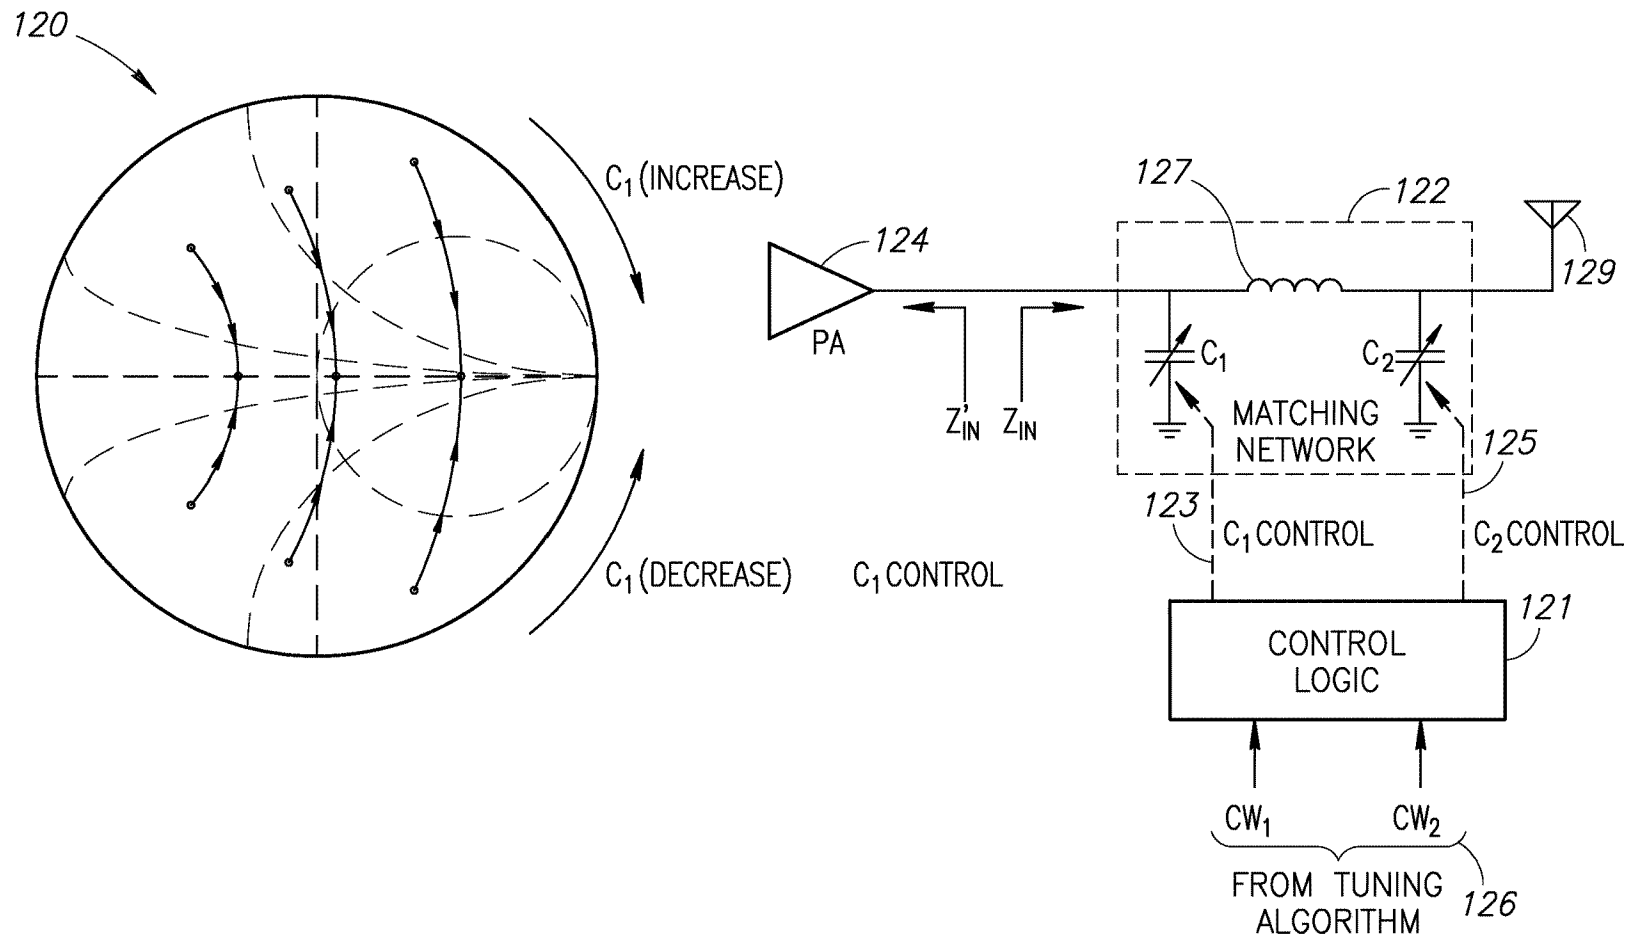 120
C1 (INCREASE)
C1 (DECREASE)
C1 CONTROL
124
PA
Z'IN
ZIN
127
122
129
C1
C2
MATCHING
NETWORK
123
125
C1 CONTROL
C2 CONTROL
121
CONTROL
LOGIC
CW1
CW2
FROM TUNING
ALGORITHM
126